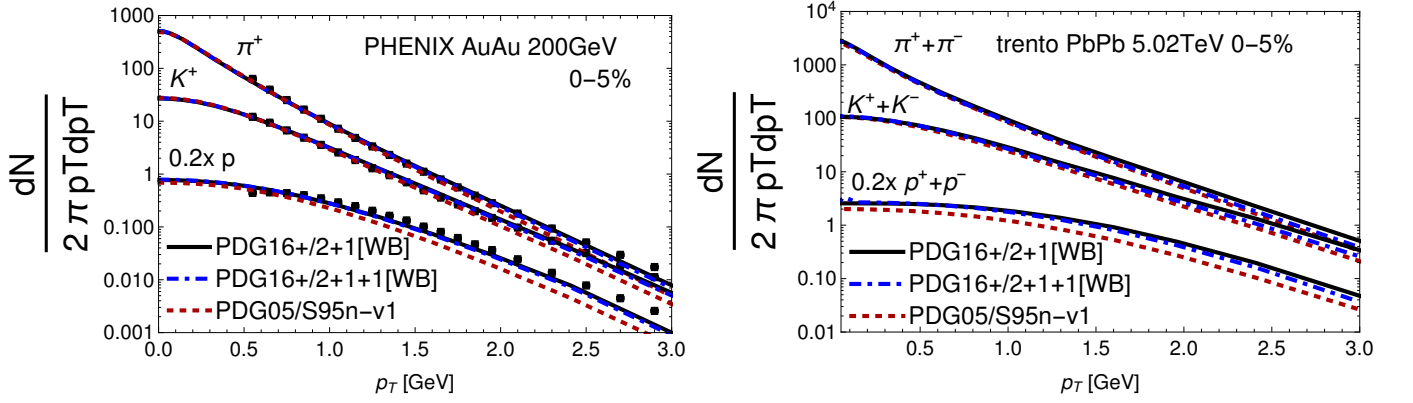 1000
100
10
1
0.100
0.010
0.001
dN
2 π pTdpT
π⁺
K⁺
0.2x p
PHENIX AuAu 200GeV
0−5%
PDG16+/2+1[WB]
PDG16+/2+1+1[WB]
PDG05/S95n−v1
0.0 0.5 1.0 1.5 2.0 2.5 3.0
p_T [GeV]
10⁴
1000
100
10
1
0.10
0.01
dN
2 π pTdpT
π⁺+π⁻
trento PbPb 5.02TeV 0−5%
K⁺+K⁻
0.2x p⁺+p⁻
PDG16+/2+1[WB]
PDG16+/2+1+1[WB]
PDG05/S95n−v1
0.5 1.0 1.5 2.0 2.5 3.0
p_T [GeV]